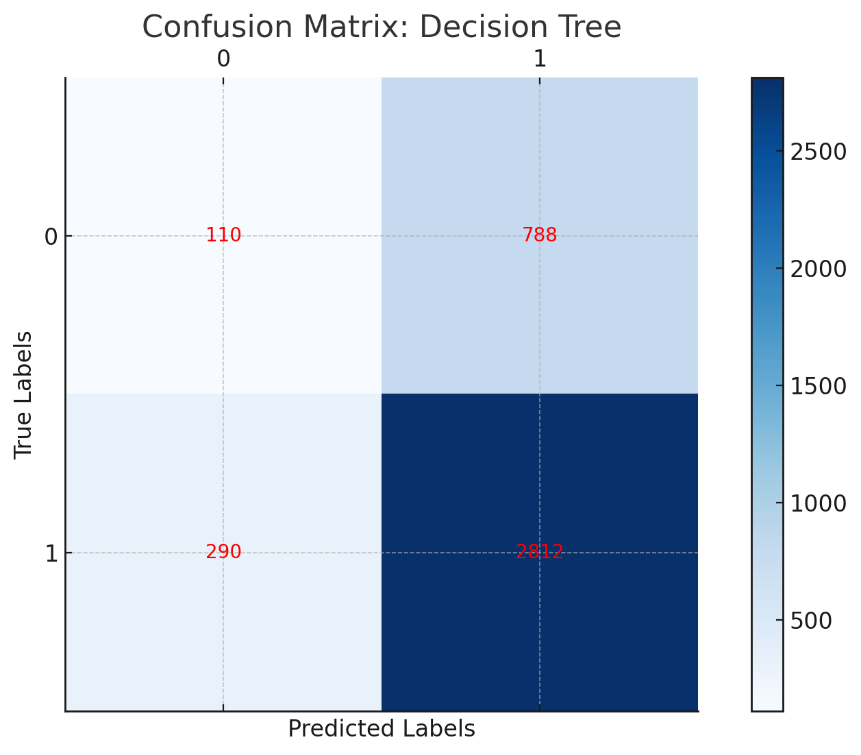 Confusion Matrix: Decision Tree
0 1
0 110 788
1 290 2812
True Labels
Predicted Labels
2500
2000
1500
1000
500